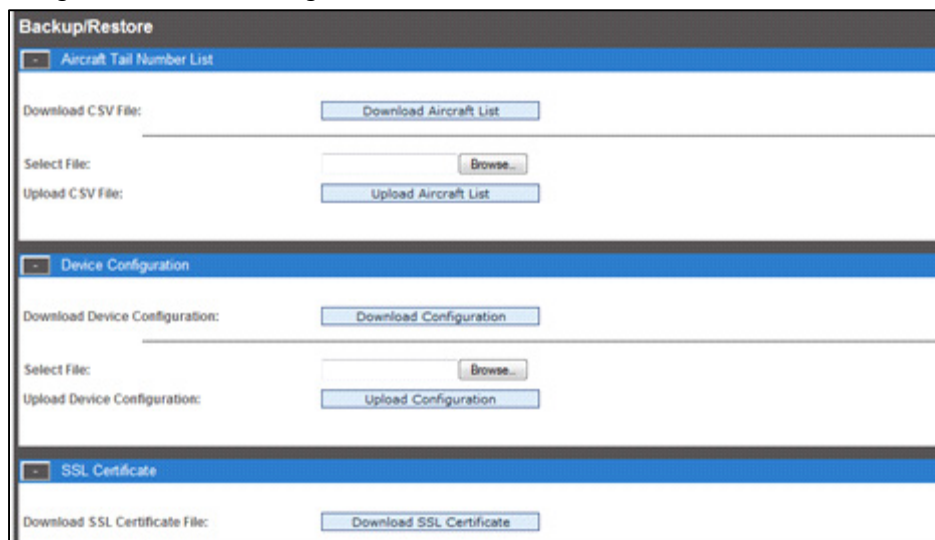 Backup/Restore
- Aircraft Tail Number List
Download CSV File: Download Aircraft List
Select File: Browse...
Upload CSV File: Upload Aircraft List
- Device Configuration
Download Device Configuration: Download Configuration
Select File: Browse...
Upload Device Configuration: Upload Configuration
- SSL Certificate
Download SSL Certificate File: Download SSL Certificate